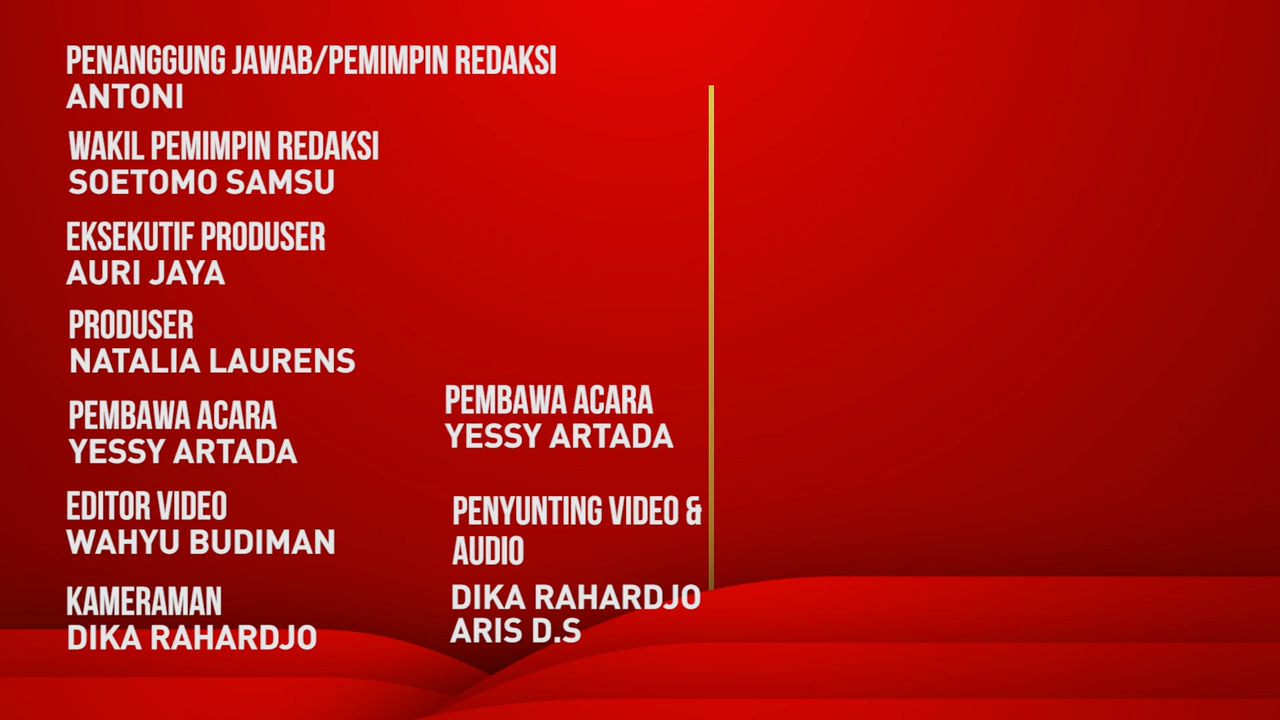 PENANGGUNG JAWAB/PEMIMPIN REDAKSI
ANTONI
WAKIL PEMIMPIN REDAKSI
SOETOMO SAMSU
EKSEKUTIF PRODUSER
AURI JAYA
PRODUSER
NATALIA LAURENS
PEMBAWA ACARA
YESSY ARTADA
EDITOR VIDEO
WAHYU BUDIMAN
KAMERAMAN
DIKA RAHARDJO
PEMBAWA ACARA
YESSY ARTADA
PENYUNTING VIDEO &
AUDIO
DIKA RAHARDJO
ARIS D.S